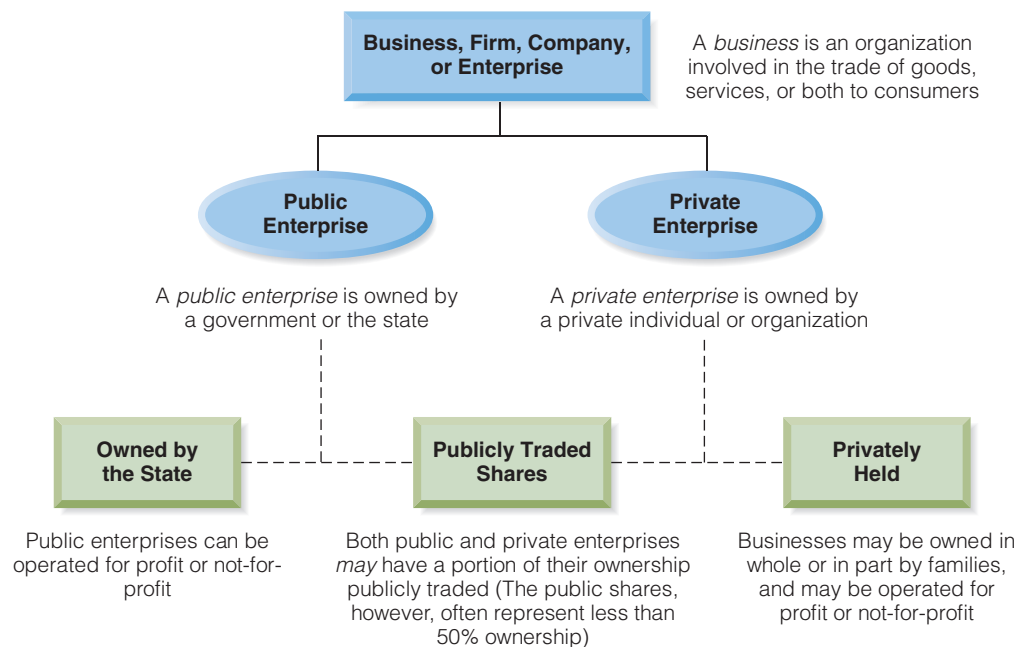 Business, Firm, Company,
or Enterprise
A business is an organization
involved in the trade of goods,
services, or both to consumers
Public
Enterprise
Private
Enterprise
A public enterprise is owned by
a government or the state
A private enterprise is owned by
a private individual or organization
Owned by
the State
Publicly Traded
Shares
Privately
Held
Public enterprises can be
operated for profit or not-for-
profit
Both public and private enterprises
may have a portion of their ownership
publicly traded (The public shares,
however, often represent less than
50% ownership)
Businesses may be owned in
whole or in part by families,
and may be operated for
profit or not-for-profit